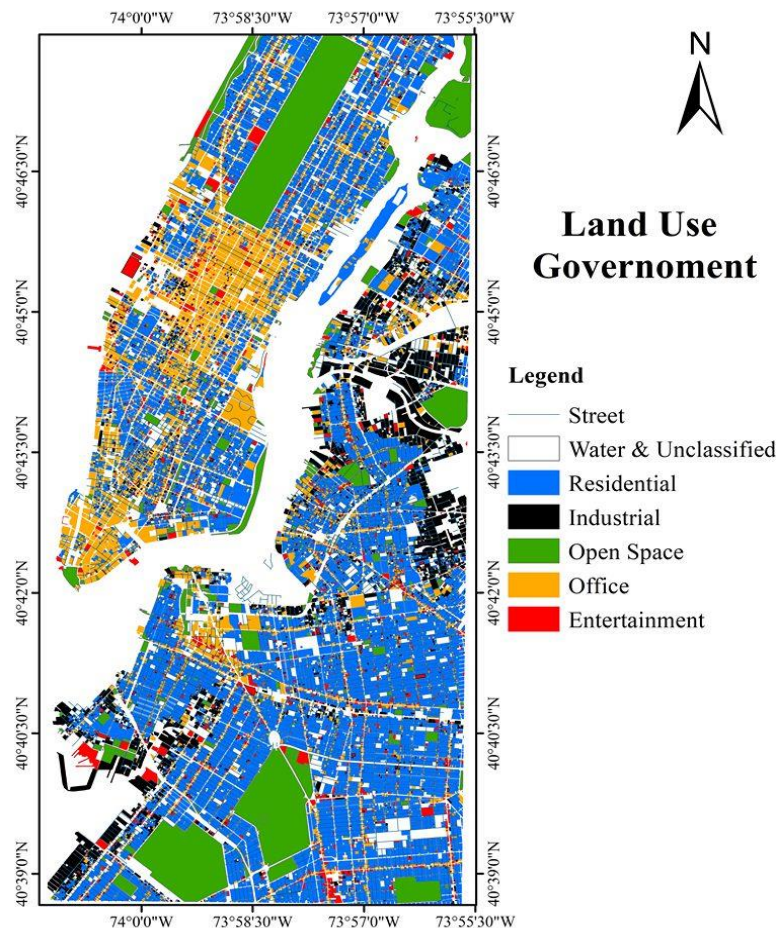 74°0'0"W 73°58'30"W 73°57'0"W 73°55'30"W
N
40°46'30"N 40°46'30"N
Land Use
Governoment
40°45'0"N 40°45'0"N
Legend
Street
40°43'30"N 40°43'30"N
Water & Unclassified
Residential
Industrial
Open Space
Office
40°42'0"N 40°42'0"N
Entertainment
40°40'30"N 40°40'30"N
40°39'0"N 40°39'0"N
74°0'0"W 73°58'30"W 73°57'0"W 73°55'30"W